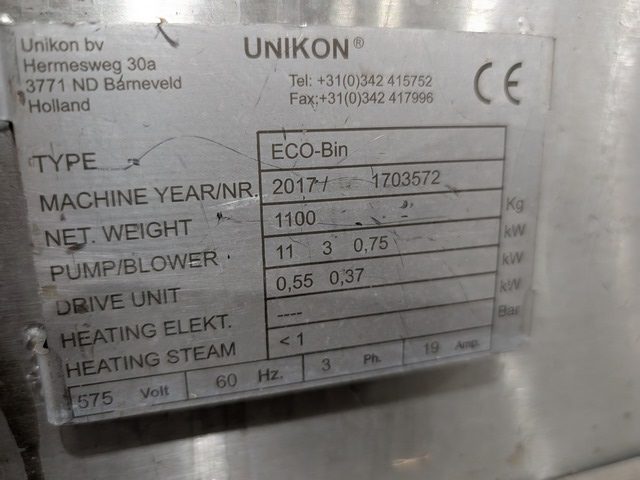 Unikon bv
Hermesweg 30a
3771 ND Barneveld
Holland
UNIKON®
Tel: +31(0)342 415752
Fax:+31(0)342 417996
CE
TYPE ECO-Bin
MACHINE YEAR/NR. 2017 / 1703572
NET. WEIGHT 1100 - Kg
PUMP/BLOWER 11 3 0,75 kW
DRIVE UNIT 0,55 0,37 kW
HEATING ELEKT. ---- kW
HEATING STEAM < 1 Bar
575 Volt 60 Hz. 3 Ph. 19 Amp.